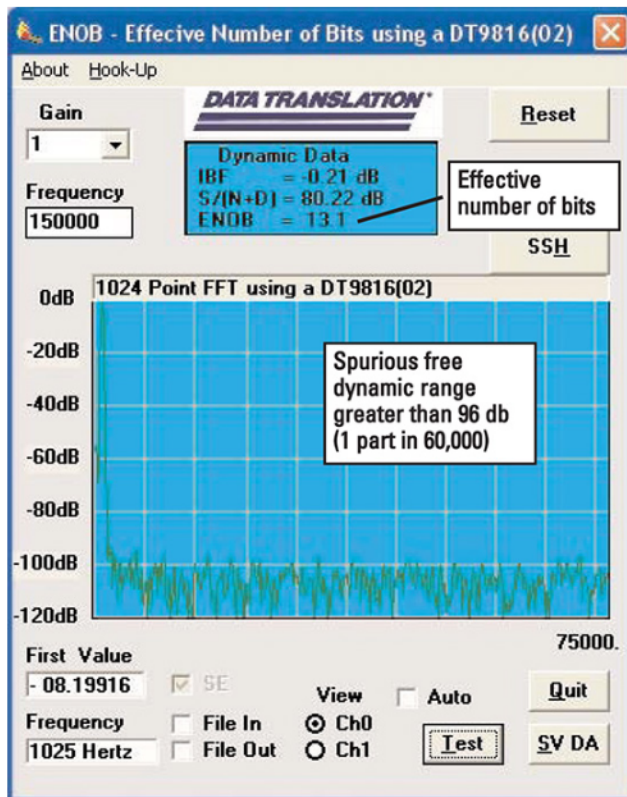 ENOB - Effecive Number of Bits using a DT9816(02)
About Hook-Up
Gain
1
Frequency
150000
DATA TRANSLATION
Dynamic Data
IBF = -0.21 dB
S/(N+D) = 80.22 dB
ENOB = 13.1
Reset
Effective
number of bits
SSH
1024 Point FFT using a DT9816(02)
0dB
-20dB
-40dB
-60dB
-80dB
-100dB
-120dB
Spurious free
dynamic range
greater than 96 db
(1 part in 60,000)
75000.
First Value
- 08.19916
SE
Frequency
1025 Hertz
File In
File Out
View
Ch0
Ch1
Auto
Test
Quit
SV DA